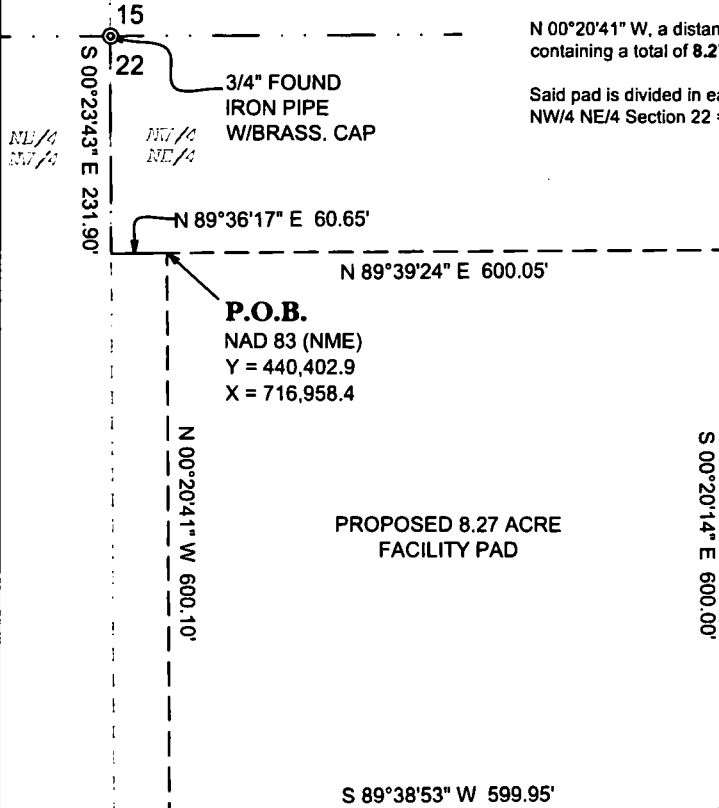 15
22
N 00°20'41" W, a distan
containing a total of 8.2
Said pad is divided in ea
NW/4 NE/4 Section 22 =
3/4" FOUND
IRON PIPE
W/BRASS. CAP
NE/4
NW/4
NW/4
NE/4
S 00°23'43" E 231.90'
N 89°36'17" E 60.65'
N 89°39'24" E 600.05'
P.O.B.
NAD 83 (NME)
Y = 440,402.9
X = 716,958.4
N 00°20'41" W 600.10'
PROPOSED 8.27 ACRE
FACILITY PAD
S 00°20'14" E 600.00'
S 89°38'53" W 599.95'